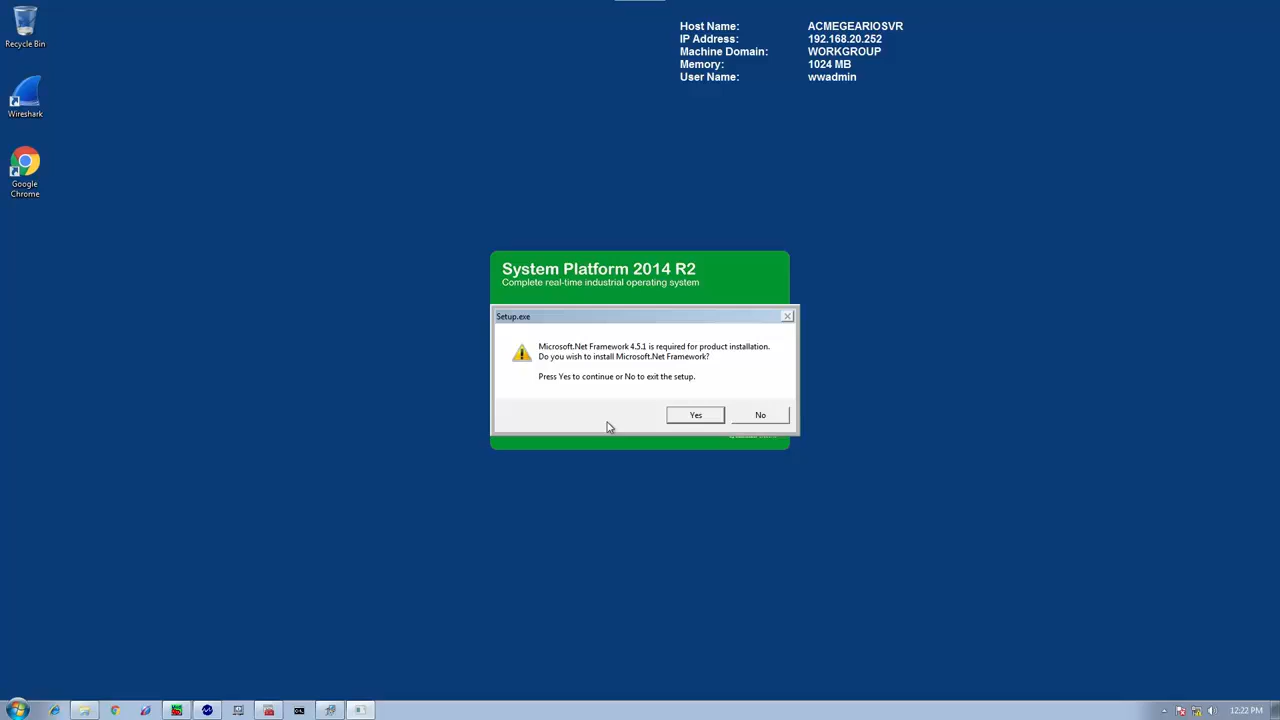 Recycle Bin
Wireshark
Google
Chrome
Host Name: ACMEGEARIOSVR
IP Address: 192.168.20.252
Machine Domain: WORKGROUP
Memory: 1024 MB
User Name: wwadmin
System Platform 2014 R2
Complete real-time industrial operating system
Setup.exe
Microsoft.Net Framework 4.5.1 is required for product installation.
Do you wish to install Microsoft.Net Framework?
Press Yes to continue or No to exit the setup.
Yes
No
12:22 PM